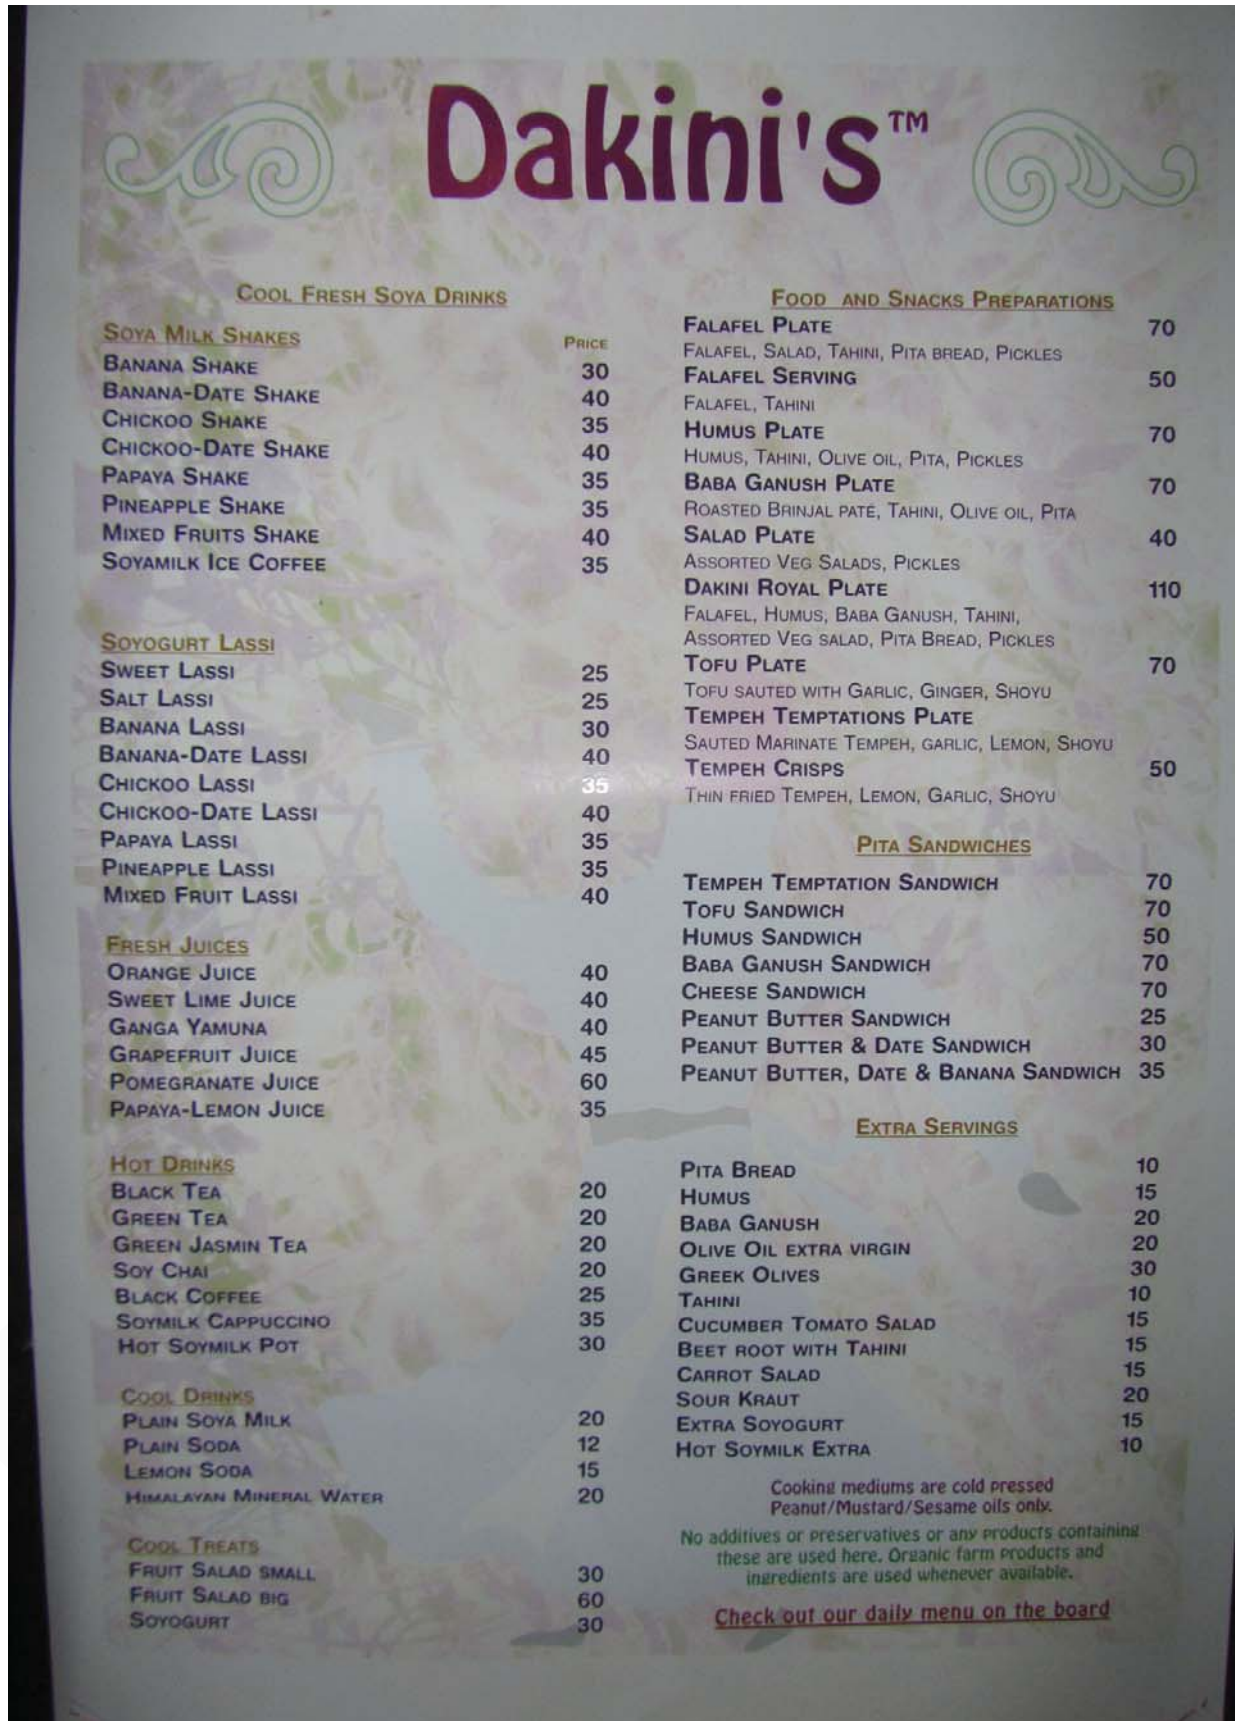 Dakini's™
COOL FRESH SOYA DRINKS
SOYA MILK SHAKES PRICE
BANANA SHAKE 30
BANANA-DATE SHAKE 40
CHICKOO SHAKE 35
CHICKOO-DATE SHAKE 40
PAPAYA SHAKE 35
PINEAPPLE SHAKE 35
MIXED FRUITS SHAKE 40
SOYAMILK ICE COFFEE 35
SOYOGURT LASSI
SWEET LASSI 25
SALT LASSI 25
BANANA LASSI 30
BANANA-DATE LASSI 40
CHICKOO LASSI 35
CHICKOO-DATE LASSI 40
PAPAYA LASSI 35
PINEAPPLE LASSI 35
MIXED FRUIT LASSI 40
FRESH JUICES
ORANGE JUICE 40
SWEET LIME JUICE 40
GANGA YAMUNA 40
GRAPEFRUIT JUICE 45
POMEGRANATE JUICE 60
PAPAYA-LEMON JUICE 35
HOT DRINKS
BLACK TEA 20
GREEN TEA 20
GREEN JASMIN TEA 20
SOY CHAI 20
BLACK COFFEE 25
SOYMILK CAPPUCCINO 35
HOT SOYMILK POT 30
COOL DRINKS
PLAIN SOYA MILK 20
PLAIN SODA 12
LEMON SODA 15
HIMALAYAN MINERAL WATER 20
COOL TREATS
FRUIT SALAD SMALL 30
FRUIT SALAD BIG 60
SOYOGURT 30
FOOD AND SNACKS PREPARATIONS
FALAFEL PLATE 70
FALAFEL, SALAD, TAHINI, PITA BREAD, PICKLES
FALAFEL SERVING 50
FALAFEL, TAHINI
HUMUS PLATE 70
HUMUS, TAHINI, OLIVE OIL, PITA, PICKLES
BABA GANUSH PLATE 70
ROASTED BRINJAL PATÉ, TAHINI, OLIVE OIL, PITA
SALAD PLATE 40
ASSORTED VEG SALADS, PICKLES
DAKINI ROYAL PLATE 110
FALAFEL, HUMUS, BABA GANUSH, TAHINI,
ASSORTED VEG SALAD, PITA BREAD, PICKLES
TOFU PLATE 70
TOFU SAUTED WITH GARLIC, GINGER, SHOYU
TEMPEH TEMPTATIONS PLATE
SAUTED MARINATE TEMPEH, GARLIC, LEMON, SHOYU
TEMPEH CRISPS 50
THIN FRIED TEMPEH, LEMON, GARLIC, SHOYU
PITA SANDWICHES
TEMPEH TEMPTATION SANDWICH 70
TOFU SANDWICH 70
HUMUS SANDWICH 50
BABA GANUSH SANDWICH 70
CHEESE SANDWICH 70
PEANUT BUTTER SANDWICH 25
PEANUT BUTTER & DATE SANDWICH 30
PEANUT BUTTER, DATE & BANANA SANDWICH 35
EXTRA SERVINGS
PITA BREAD 10
HUMUS 15
BABA GANUSH 20
OLIVE OIL EXTRA VIRGIN 20
GREEK OLIVES 30
TAHINI 10
CUCUMBER TOMATO SALAD 15
BEET ROOT WITH TAHINI 15
CARROT SALAD 15
SOUR KRAUT 20
EXTRA SOYOGURT 15
HOT SOYMILK EXTRA 10
Cooking mediums are cold pressed
Peanut/Mustard/Sesame oils only.
No additives or preservatives or any products containing
these are used here. Organic farm products and
ingredients are used whenever available.
Check out our daily menu on the board